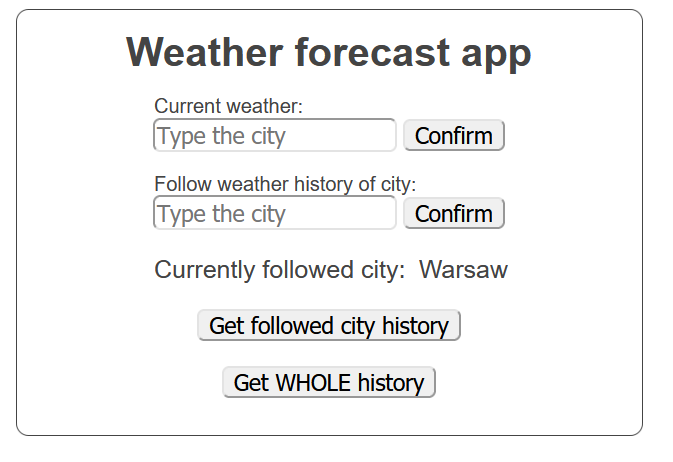 Weather forecast app
Current weather:
Type the city Confirm
Follow weather history of city:
Type the city Confirm
Currently followed city: Warsaw
Get followed city history
Get WHOLE history